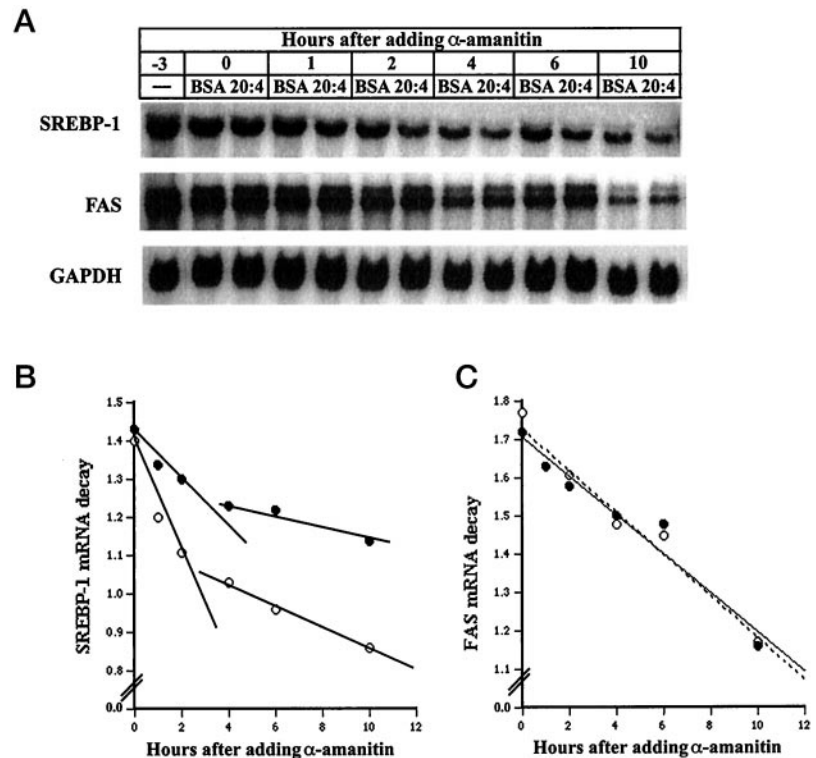 A
Hours after adding α-amanitin
-3 0 1 2 4 6 10
— BSA 20:4 BSA 20:4 BSA 20:4 BSA 20:4 BSA 20:4 BSA 20:4
SREBP-1
FAS
GAPDH
B
1.5
1.4
1.3
1.2
1.1
1.0
0.9
0.8
0.0
SREBP-1 mRNA decay
0 2 4 6 8 10 12
Hours after adding α-amanitin
C
1.8
1.7
1.6
1.5
1.4
1.3
1.2
1.1
0.0
FAS mRNA decay
0 2 4 6 8 10 12
Hours after adding α-amanitin